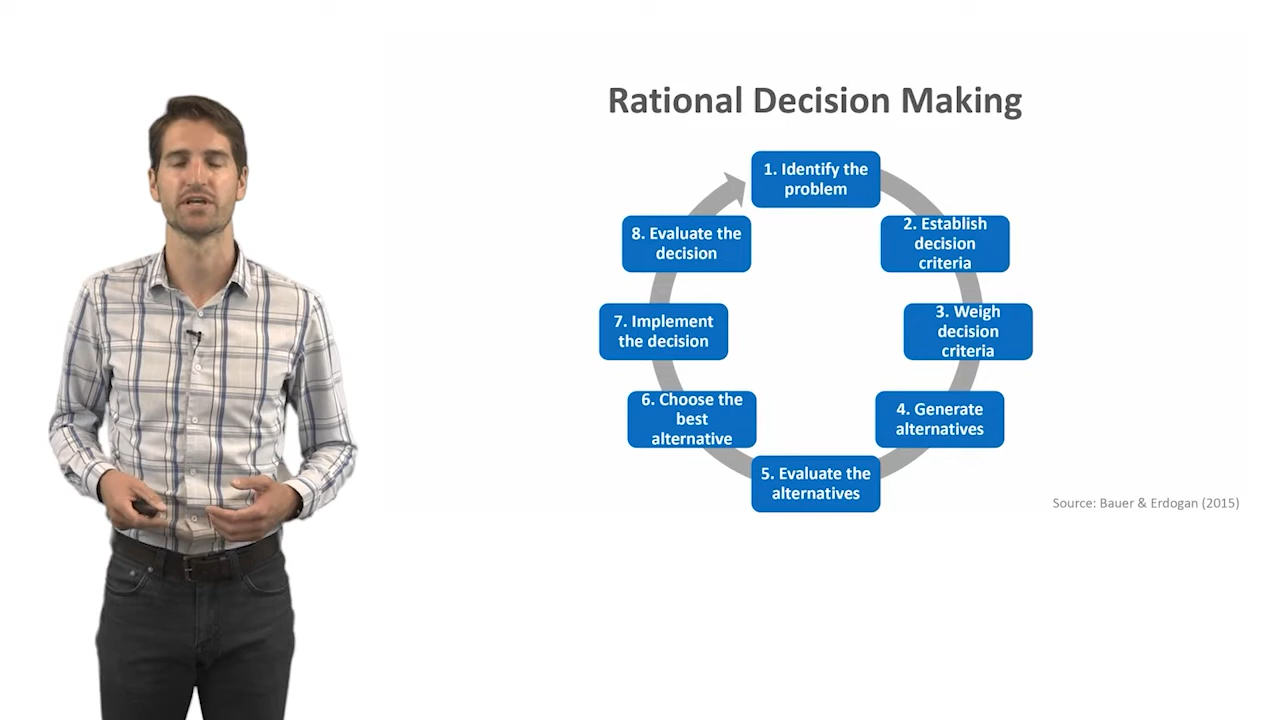 Rational Decision Making
1. Identify the
problem
2. Establish
decision
criteria
3. Weigh
decision
criteria
4. Generate
alternatives
5. Evaluate the
alternatives
6. Choose the
best
alternative
7. Implement
the decision
8. Evaluate the
decision
Source: Bauer & Erdogan (2015)